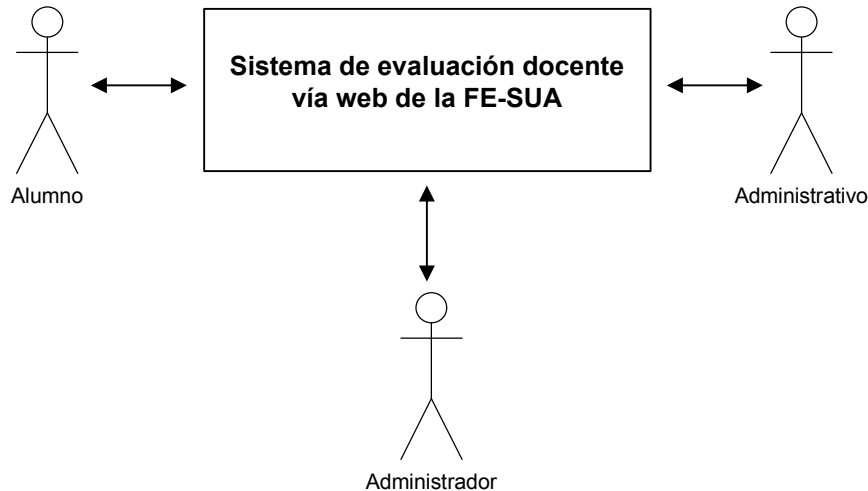 Sistema de evaluación docente
vía web de la FE-SUA
Alumno
Administrativo
Administrador